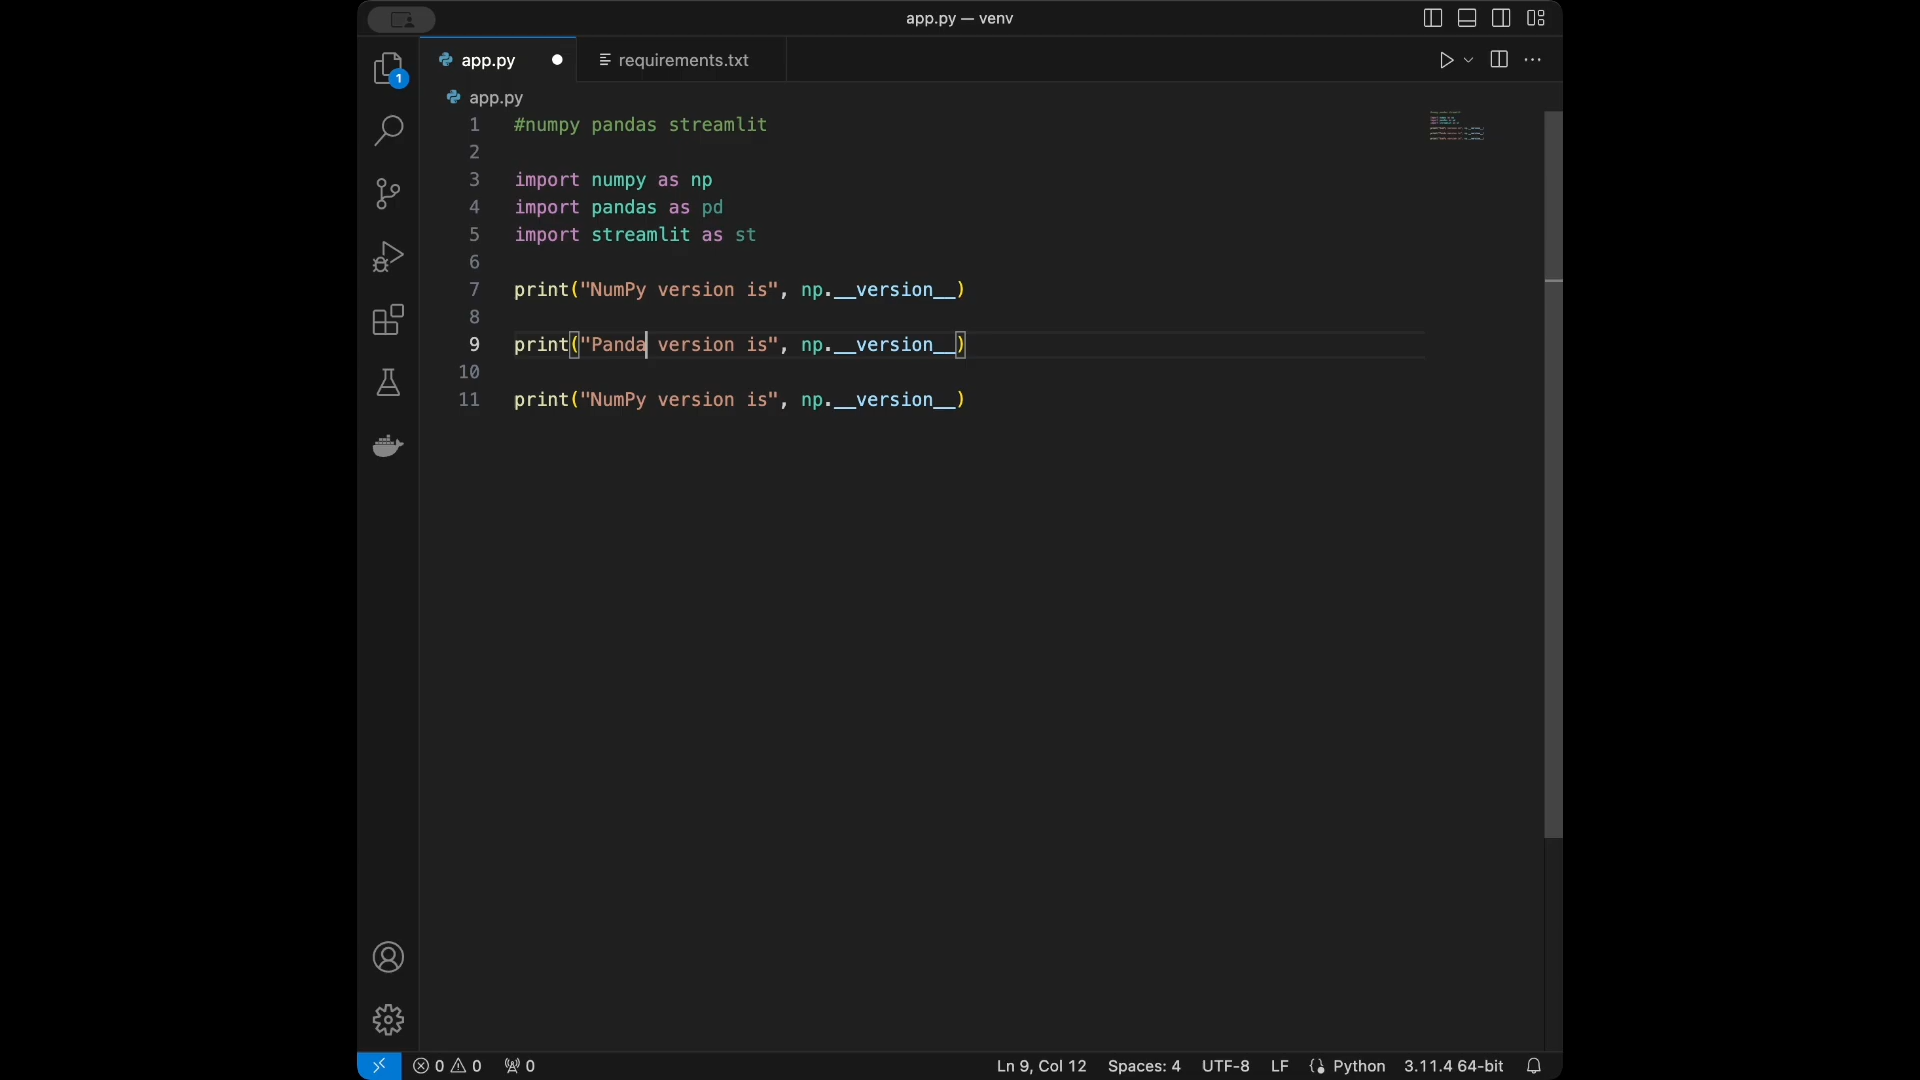 app.py — venv
app.py
requirements.txt
1
app.py
1 #numpy pandas streamlit
2
3 import numpy as np
4 import pandas as pd
5 import streamlit as st
6
7 print("NumPy version is", np.__version__)
8
9 print("Panda version is", np.__version__)
10
11 print("NumPy version is", np.__version__)
0 0 0 Ln 9, Col 12 Spaces: 4 UTF-8 LF Python 3.11.4 64-bit